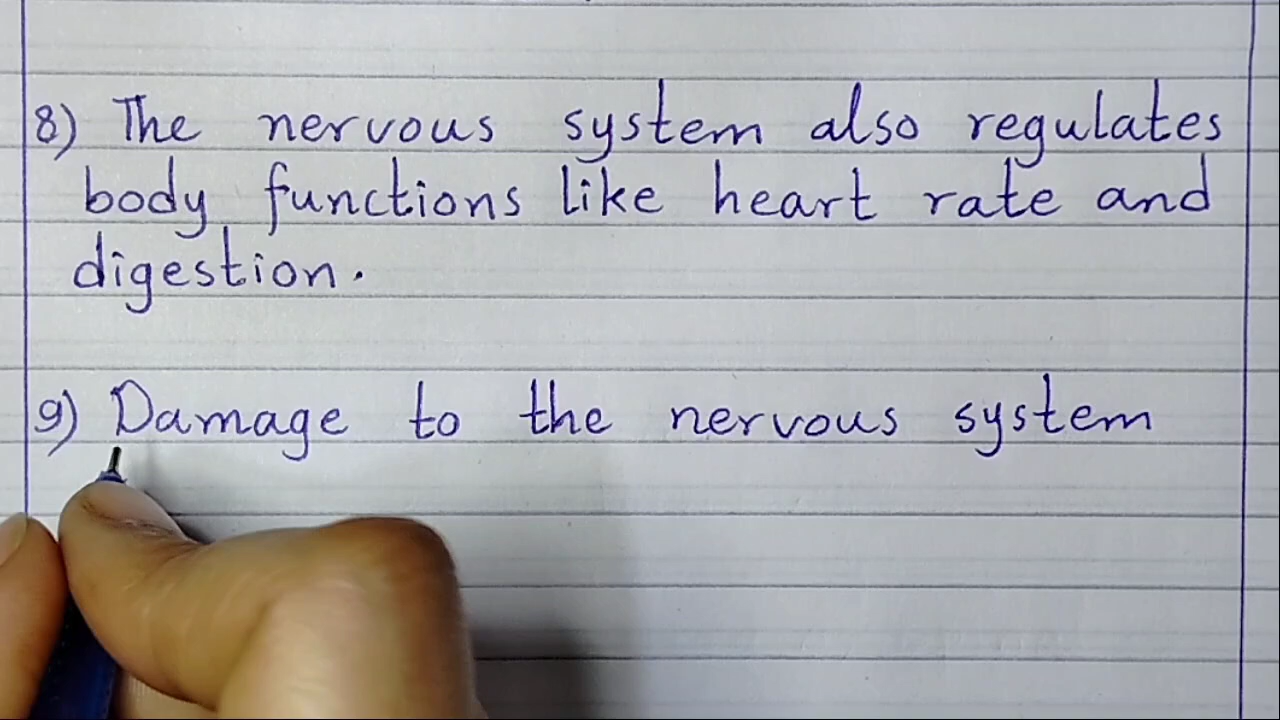 8) The nervous system also regulates
body functions like heart rate and
digestion.
9) Damage to the nervous system